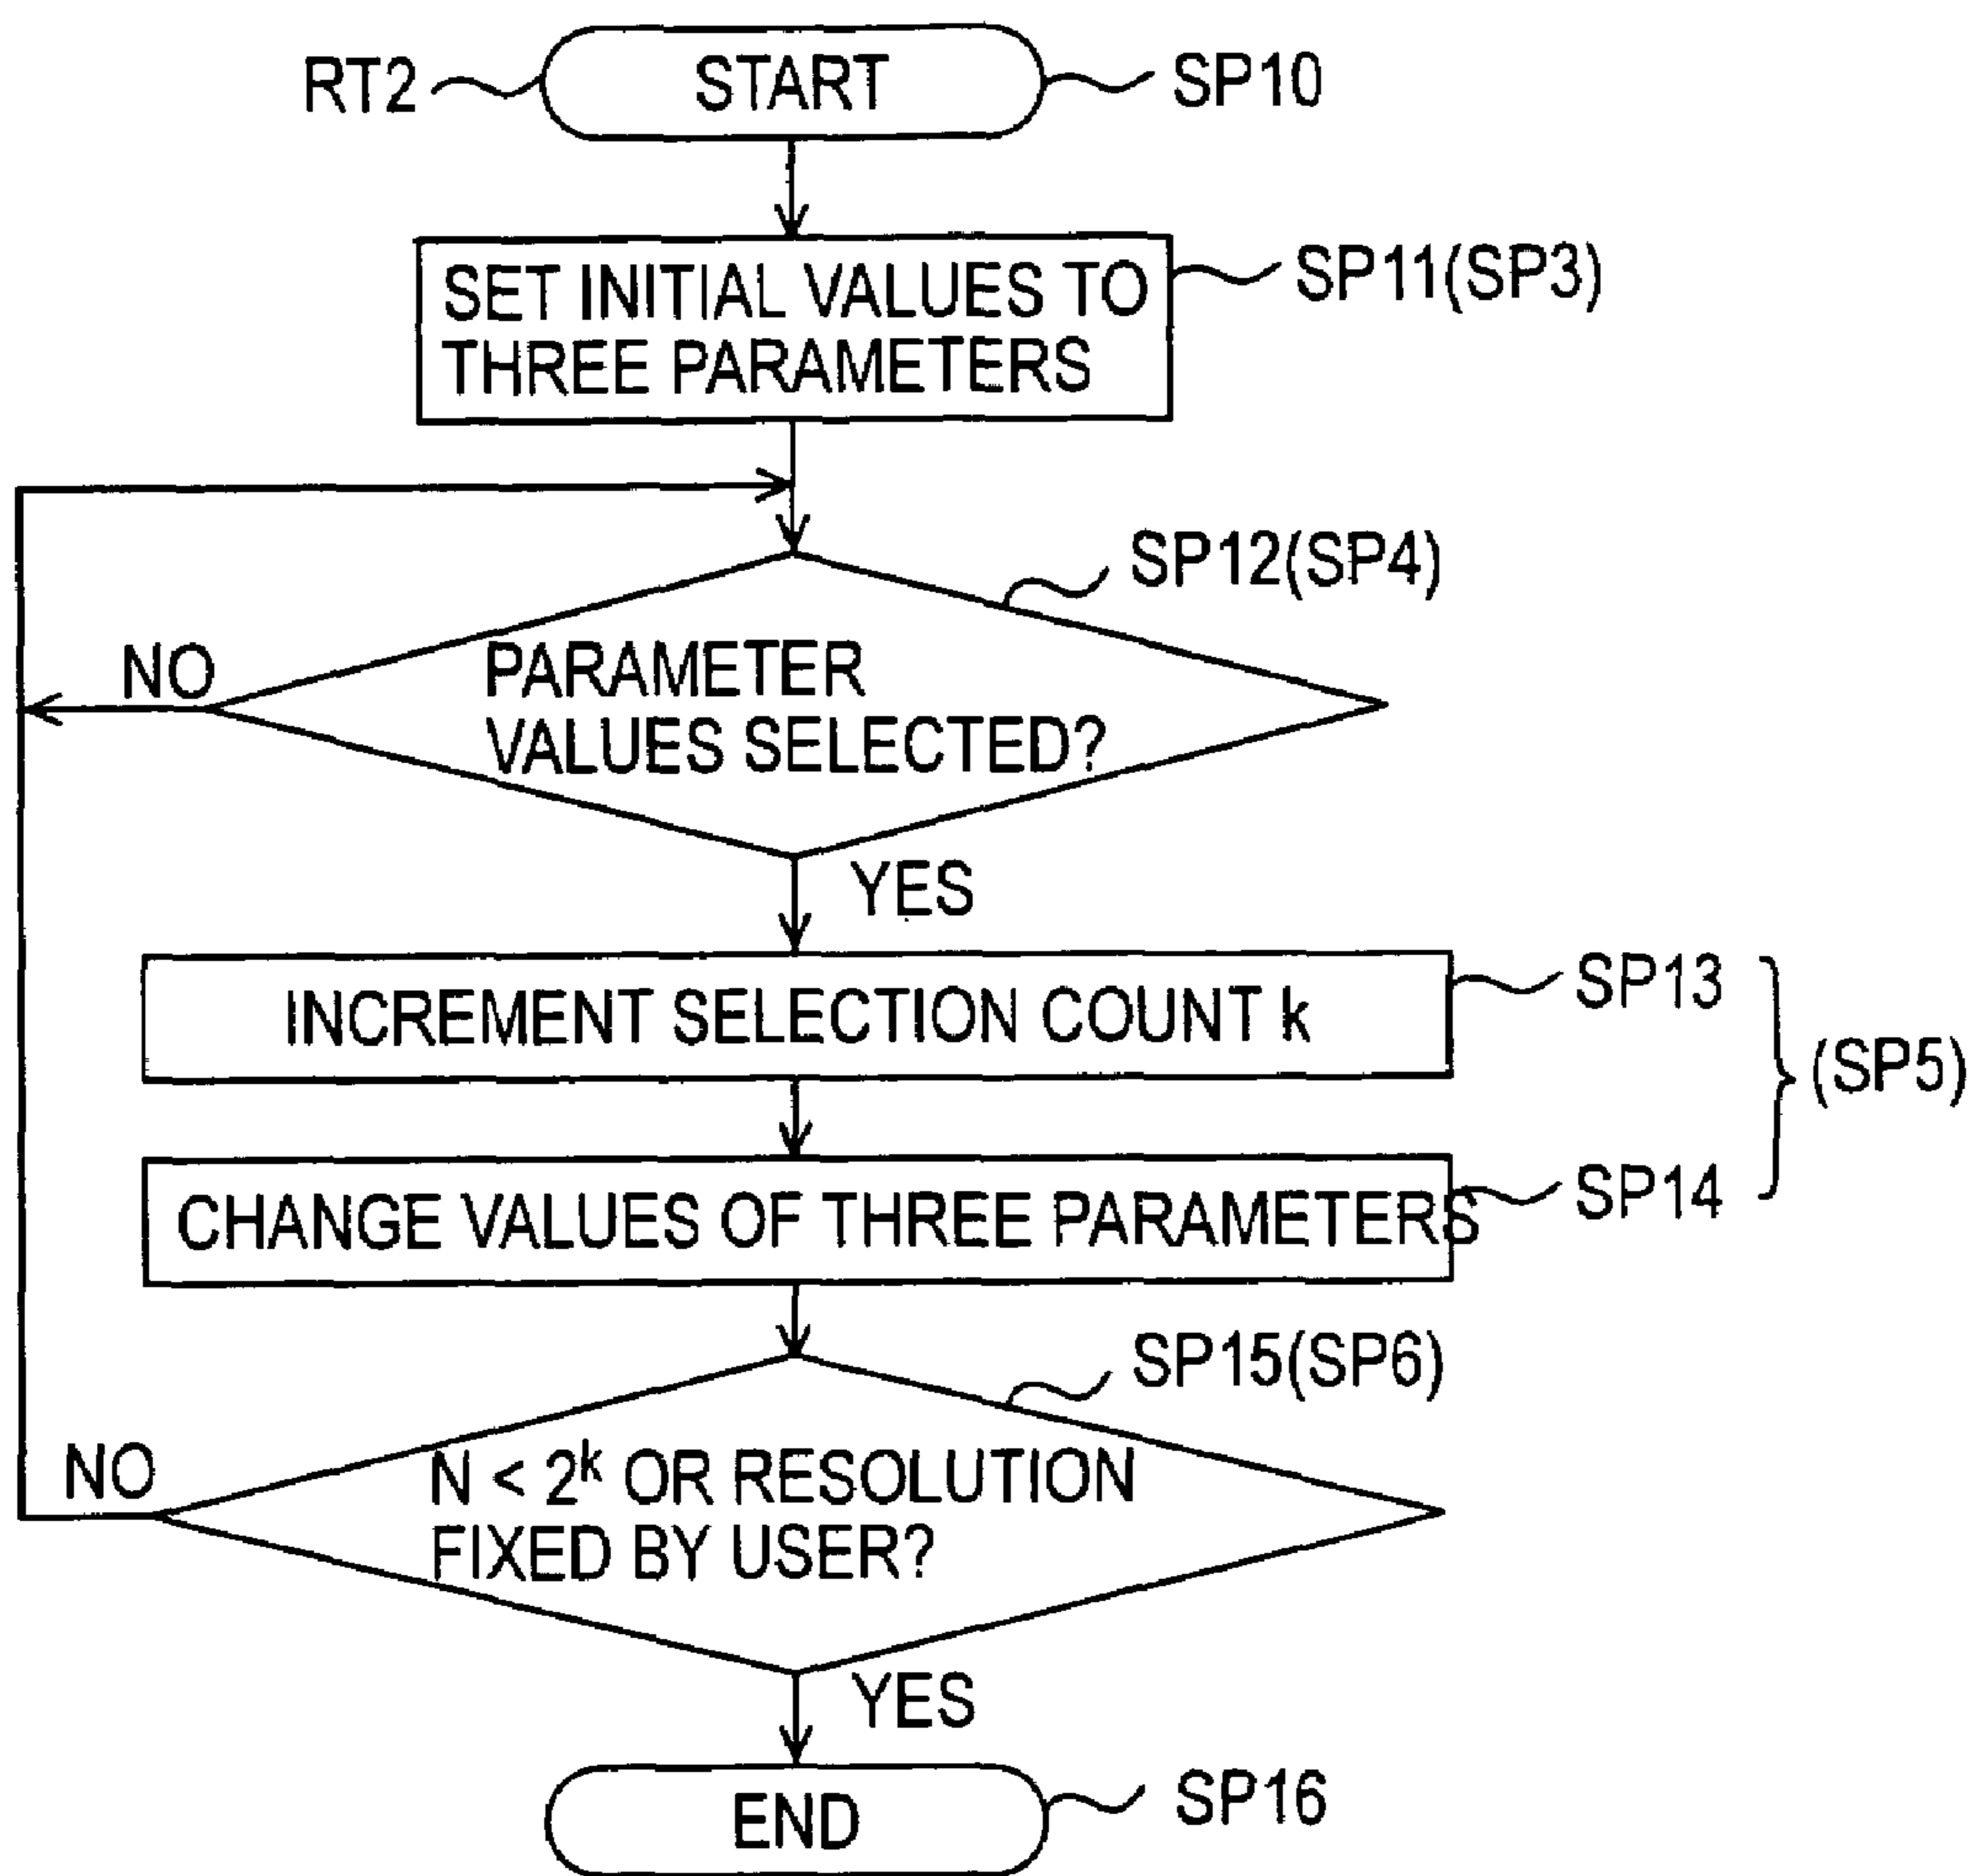 RT2
START
SP10
SET INITIAL VALUES TO
THREE PARAMETERS
SP11(SP3)
SP12(SP4)
NO
PARAMETER
VALUES SELECTED?
YES
INCREMENT SELECTION COUNT k
SP13
(SP5)
CHANGE VALUES OF THREE PARAMETERS
SP14
SP15(SP6)
NO
N < 2^k OR RESOLUTION
FIXED BY USER?
YES
END
SP16